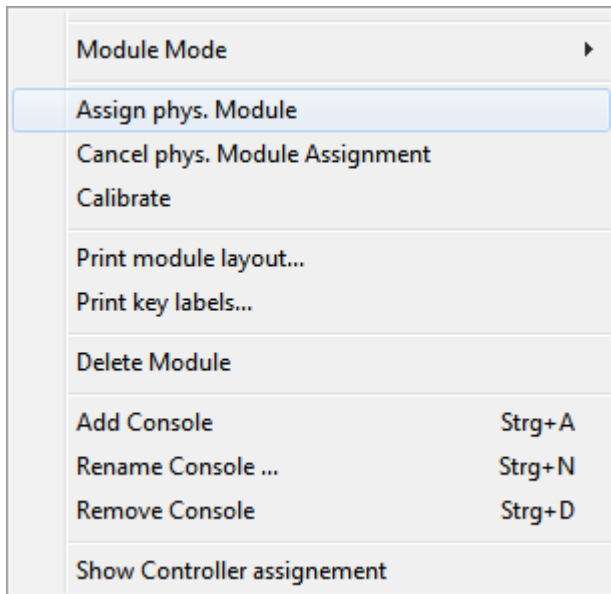 Module Mode
Assign phys. Module
Cancel phys. Module Assignment
Calibrate
Print module layout...
Print key labels...
Delete Module
Add Console Strg+A
Rename Console ... Strg+N
Remove Console Strg+D
Show Controller assignement